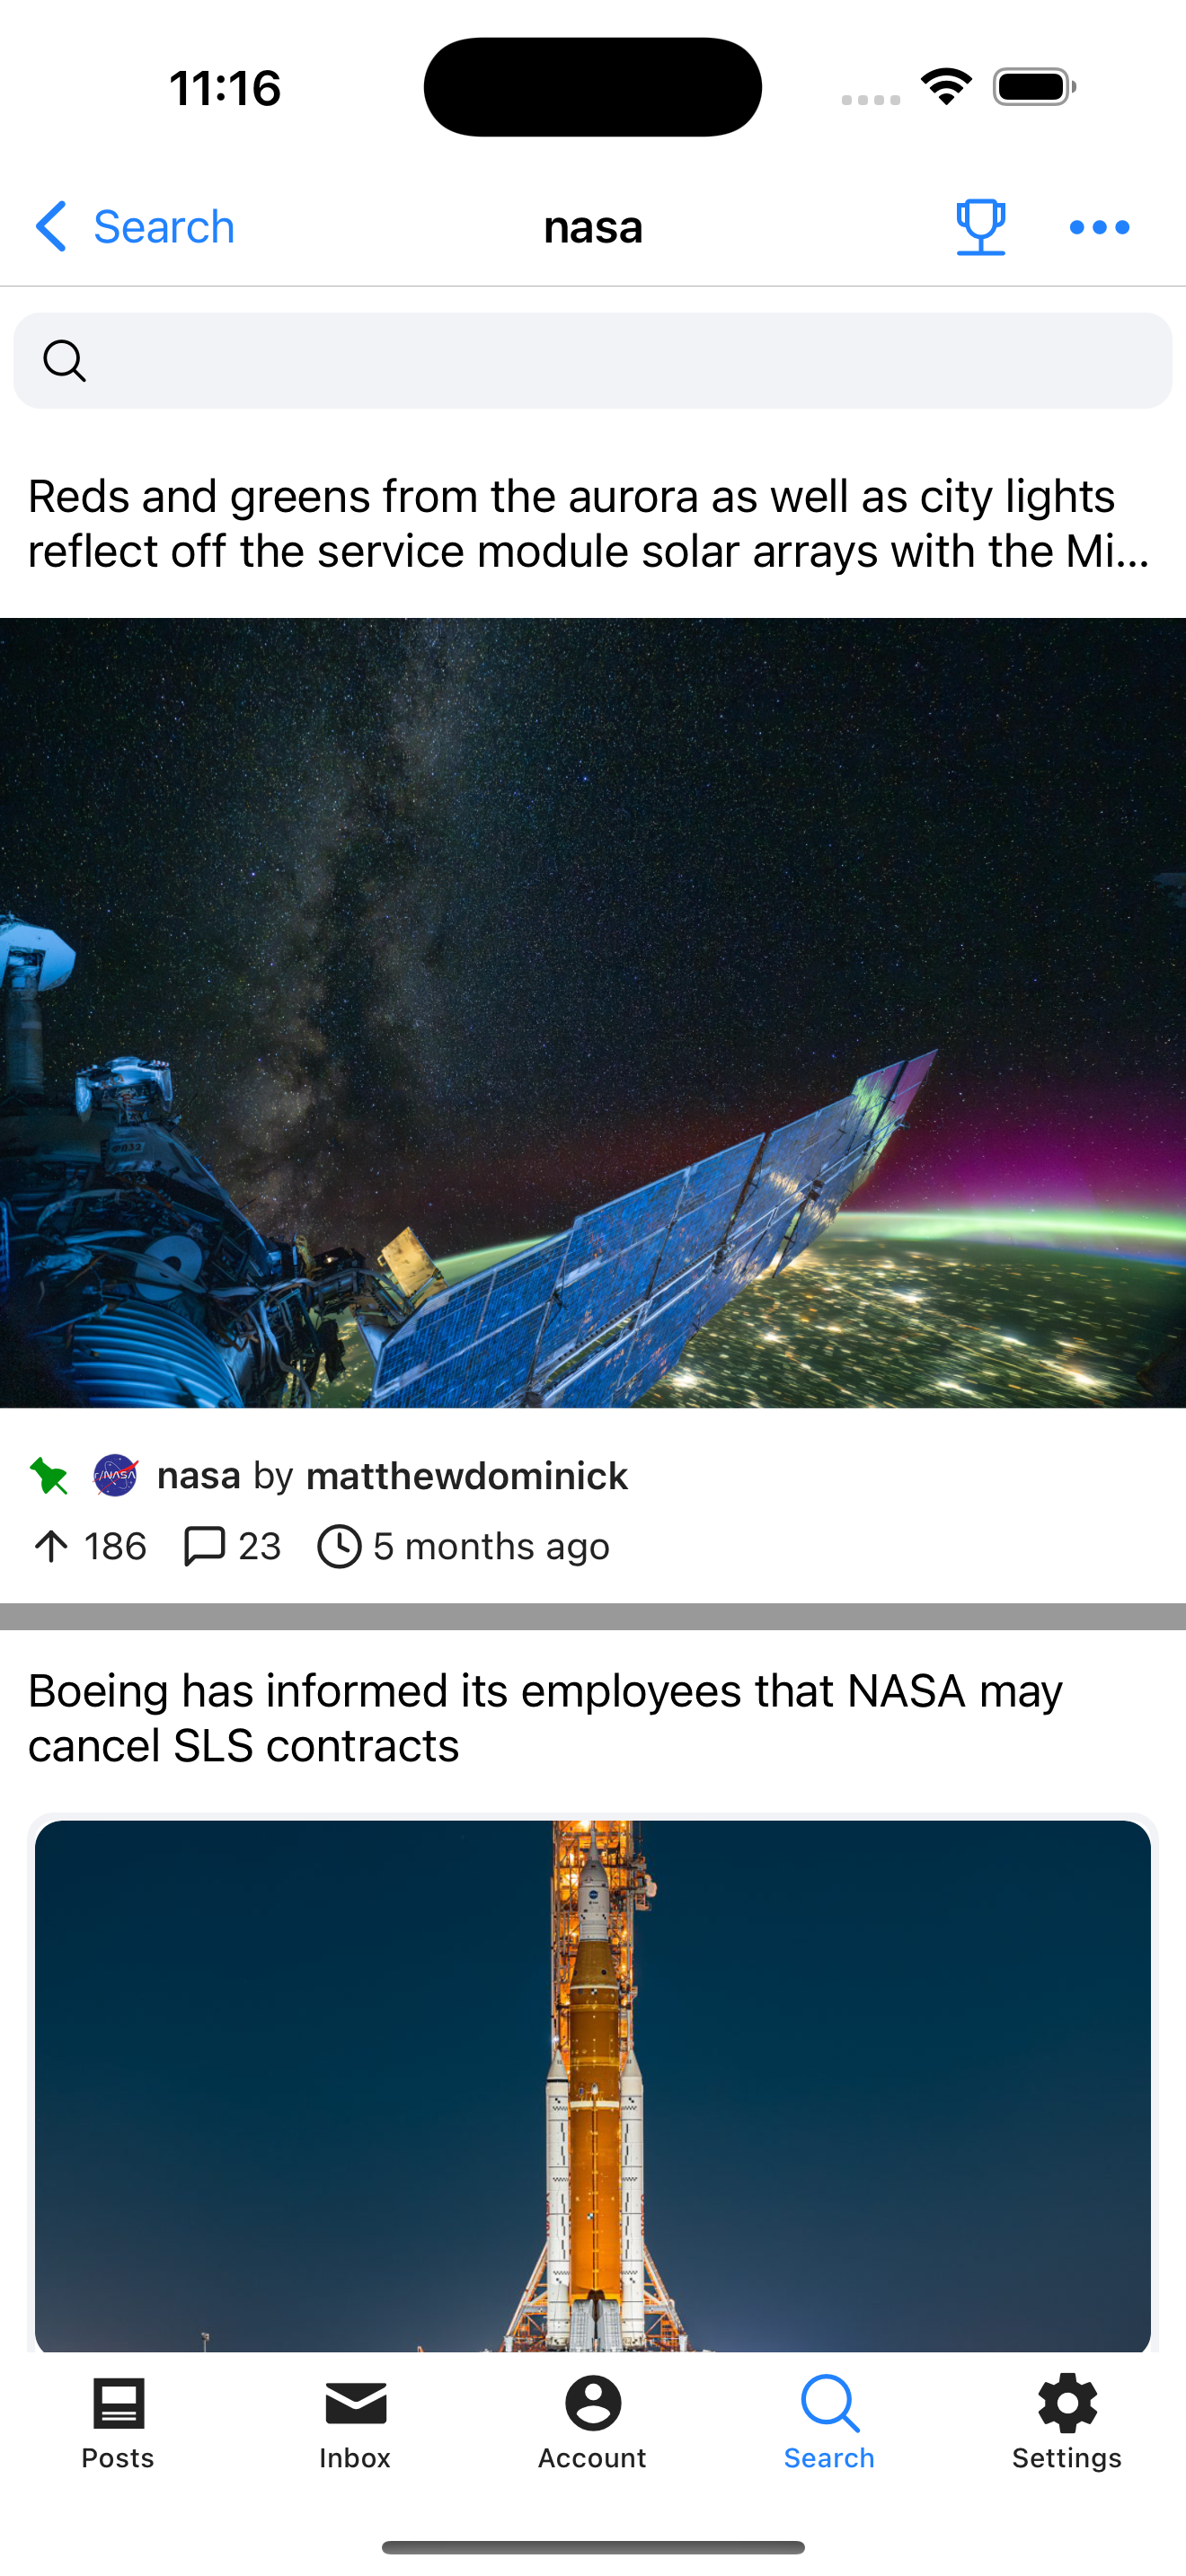 11:16
Search
nasa
Reds and greens from the aurora as well as city lights
reflect off the service module solar arrays with the Mi...
r/NASA
nasa by matthewdominick
186 23 5 months ago
Boeing has informed its employees that NASA may
cancel SLS contracts
Posts
Inbox
Account
Search
Settings